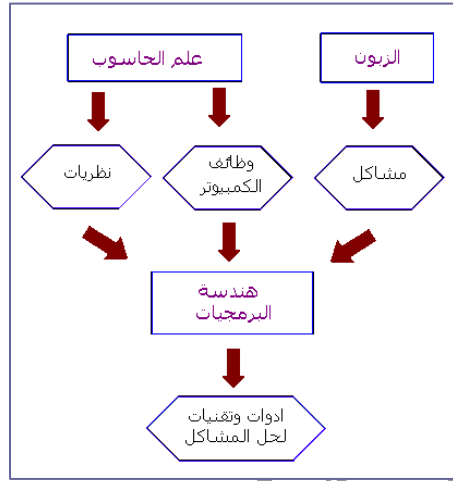 الزبون
علم الحاسوب
مشاكل
وظائف
الكمبيوتر
نظريات
هندسة
البرمجيات
ادوات وتقنيات
لحل المشاكل